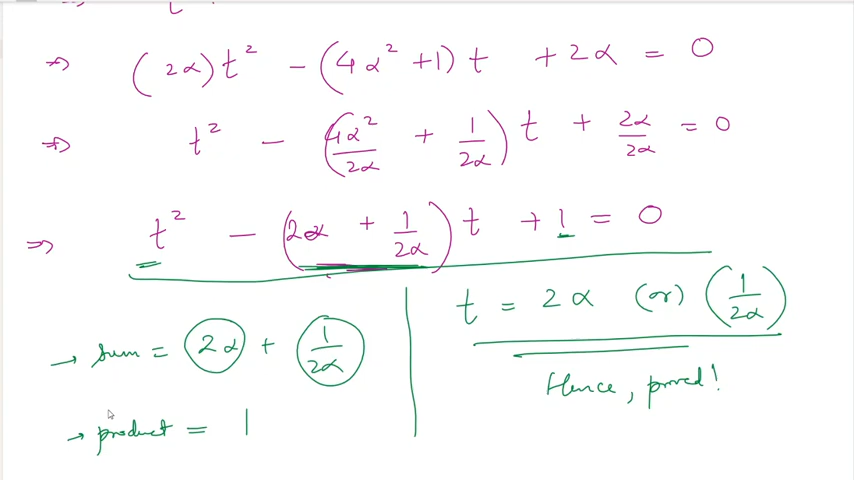 ⇒ (2α)t² − (4α² + 1) t + 2α = 0
⇒ t² − (4α²/2α + 1/2α) t + 2α/2α = 0
⇒ t² − (2α + 1/2α) t + 1 = 0
→ sum = 2α + 1/2α
→ product = 1
t = 2α (or) (1/2α)
Hence, proved!